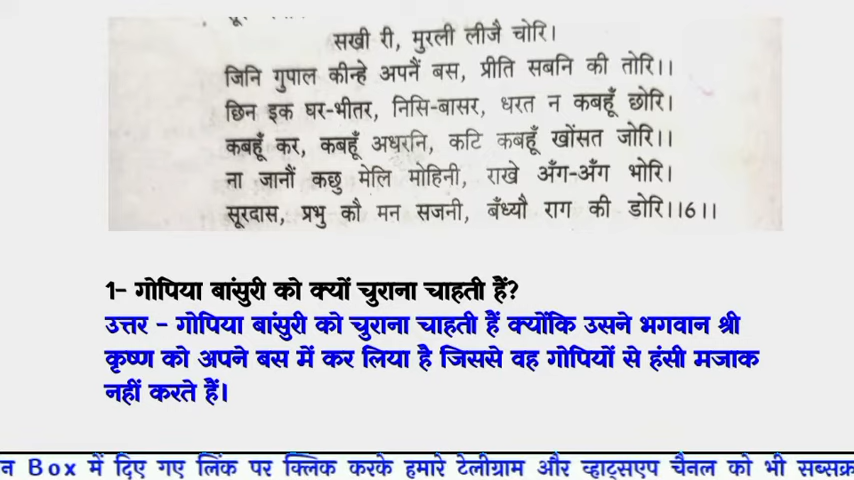 सखी री, मुरली लीजै चोरि।
जिनि गुपाल कीन्हे अपनैं बस, प्रीति सबनि की तोरि।।
छिन इक घर-भीतर, निसि-बासर, धरत न कबहूँ छोरि।
कबहूँ कर, कबहूँ अधरनि, कटि कबहूँ खोंसत जोरि।।
ना जानौं कछु मेलि मोहिनी, राखे अँग-अँग भोरि।
सूरदास, प्रभु कौ मन सजनी, बँध्यौ राग की डोरि।।6।।
1- गोपिया बांसुरी को क्यों चुराना चाहती हैं?
उत्तर - गोपिया बांसुरी को चुराना चाहती हैं क्योंकि उसने भगवान श्री
कृष्ण को अपने बस में कर लिया है जिससे वह गोपियों से हंसी मजाक
नहीं करते हैं।
न Box में दिए गए लिंक पर क्लिक करके हमारे टेलीग्राम और व्हाट्सएप चैनल को भी सब्सक्र